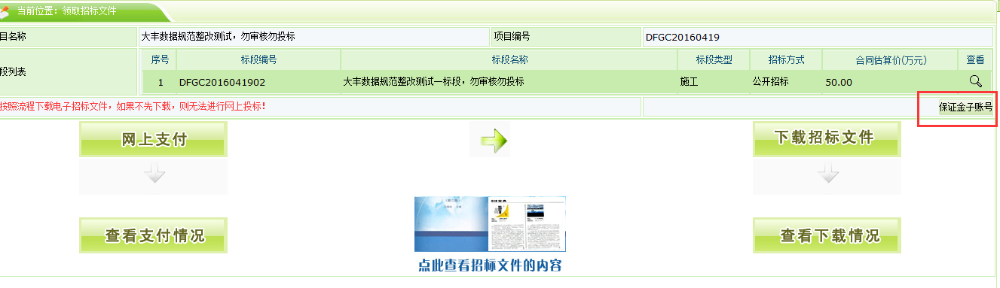 当前位置：领取招标文件
目名称 大丰数据规范整改测试，勿审核勿投标 项目编号 DFGC20160419
段列表
序号 标段编号 标段名称 标段类型 招标方式 合同估算价(万元) 查看
1 DFGC2016041902 大丰数据规范整改测试一标段，勿审核勿投标 施工 公开招标 50.00
按照流程下载电子招标文件，如果不先下载，则无法进行网上投标！ 保证金子账号
网上支付 下载招标文件
查看支付情况 查看下载情况
点此查看招标文件的内容